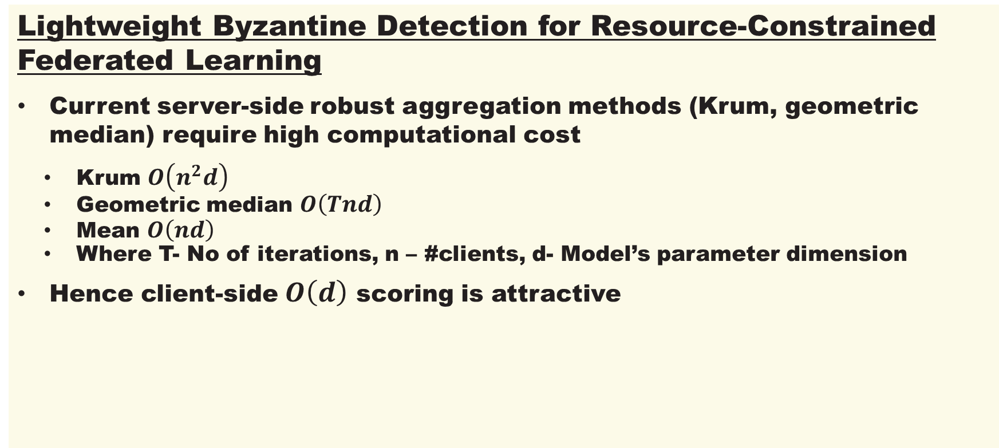 Lightweight Byzantine Detection for Resource-Constrained
Federated Learning
• Current server-side robust aggregation methods (Krum, geometric
median) require high computational cost
• Krum O(n²d)
• Geometric median O(Tnd)
• Mean O(nd)
• Where T- No of iterations, n – #clients, d- Model’s parameter dimension
• Hence client-side O(d) scoring is attractive